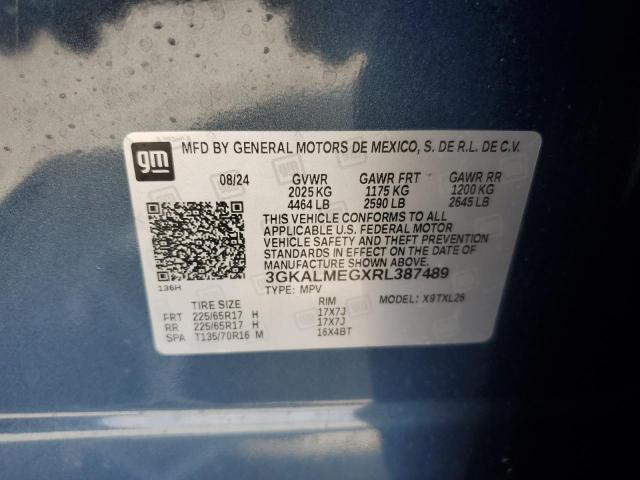 gm
MFD BY GENERAL MOTORS DE MEXICO, S. DE R.L. DE C.V.
08/24 GVWR GAWR FRT GAWR RR
2025 KG 1175 KG 1200 KG
4464 LB 2590 LB 2645 LB
THIS VEHICLE CONFORMS TO ALL
APPLICABLE U.S. FEDERAL MOTOR
VEHICLE SAFETY AND THEFT PREVENTION
STANDARDS IN EFFECT ON THE DATE OF
MANUFACTURE SHOWN ABOVE.
3GKALMEGXRL387489
136H
TYPE: MPV MODEL: X9TXL26
TIRE SIZE RIM
FRT 225/65R17 H 17X7J
RR 225/65R17 H 17X7J
SPA T135/70R16 M 16X4BT